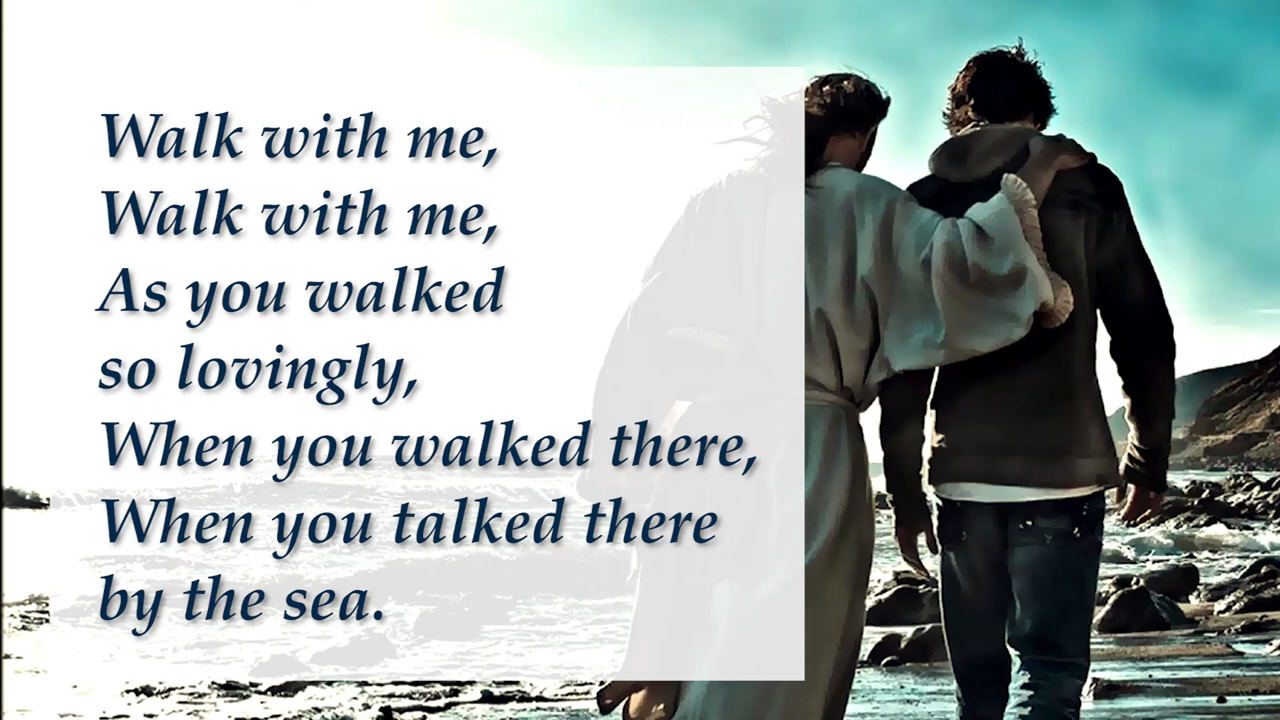 Walk with me,
Walk with me,
As you walked
so lovingly,
When you walked there,
When you talked there
by the sea.